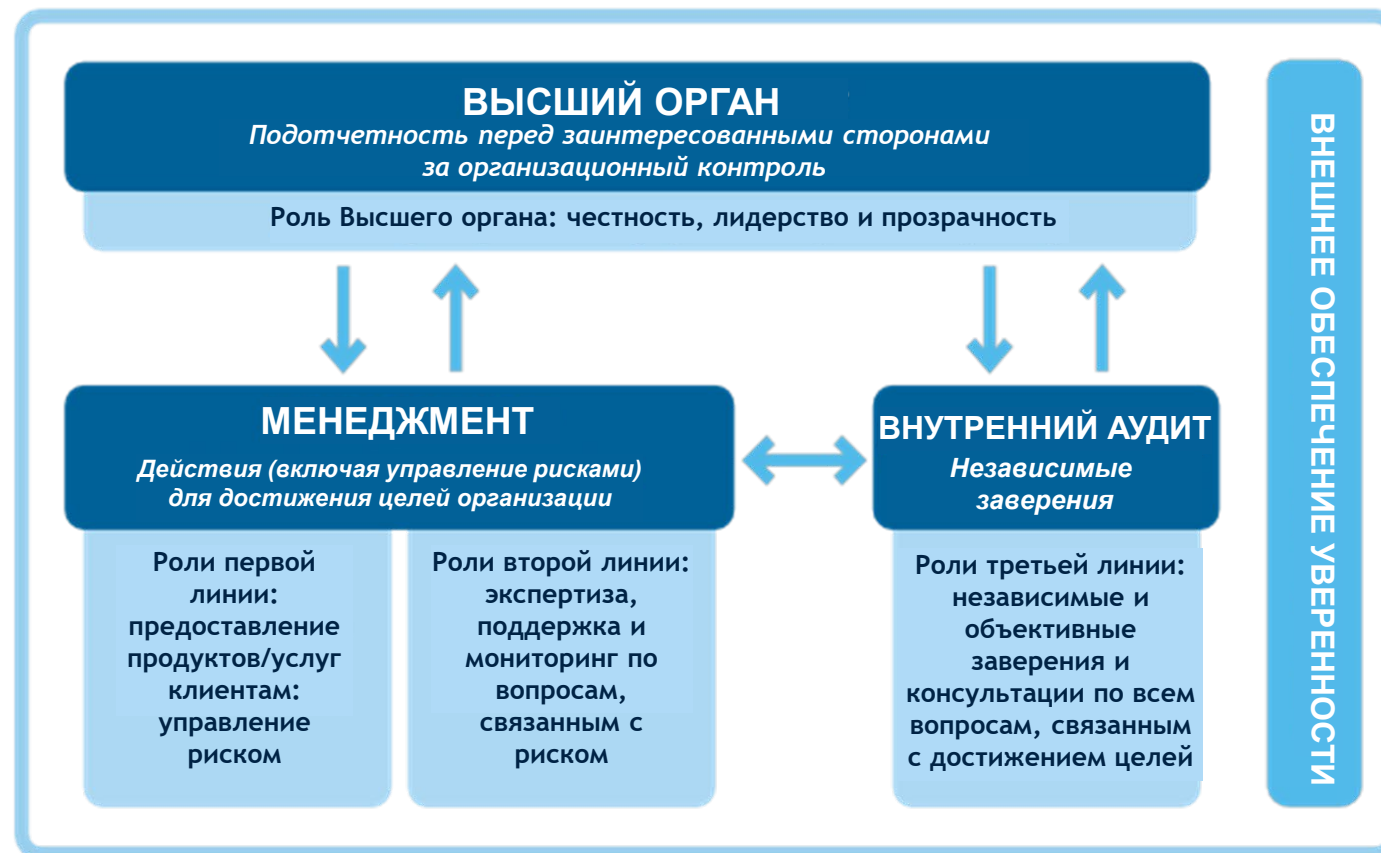 ВЫСШИЙ ОРГАН
Подотчетность перед заинтересованными сторонами
за организационный контроль
Роль Высшего органа: честность, лидерство и прозрачность
МЕНЕДЖМЕНТ
Действия (включая управление рисками)
для достижения целей организации
Роли первой
линии:
предоставление
продуктов/услуг
клиентам:
управление
риском
Роли второй линии:
экспертиза,
поддержка и
мониторинг по
вопросам,
связанным с
риском
ВНУТРЕННИЙ АУДИТ
Независимые
заверения
Роли третьей линии:
независимые и
объективные
заверения и
консультации по всем
вопросам, связанным
с достижением целей
ВНЕШНЕЕ ОБЕСПЕЧЕНИЕ УВЕРЕННОСТИ